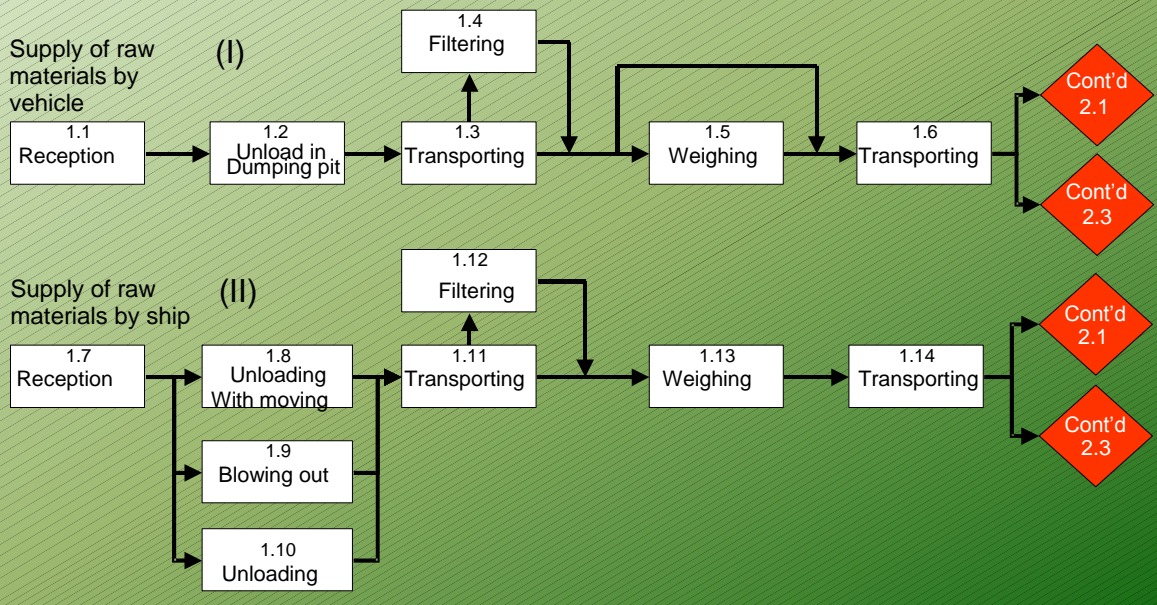 Supply of raw
materials by
vehicle
(I)
1.1
Reception
1.2
Unload in
Dumping pit
1.3
Transporting
1.4
Filtering
1.5
Weighing
1.6
Transporting
Cont'd
2.1
Cont'd
2.3
Supply of raw
materials by ship
(II)
1.7
Reception
1.8
Unloading
With moving
1.9
Blowing out
1.10
Unloading
1.11
Transporting
1.12
Filtering
1.13
Weighing
1.14
Transporting
Cont'd
2.1
Cont'd
2.3